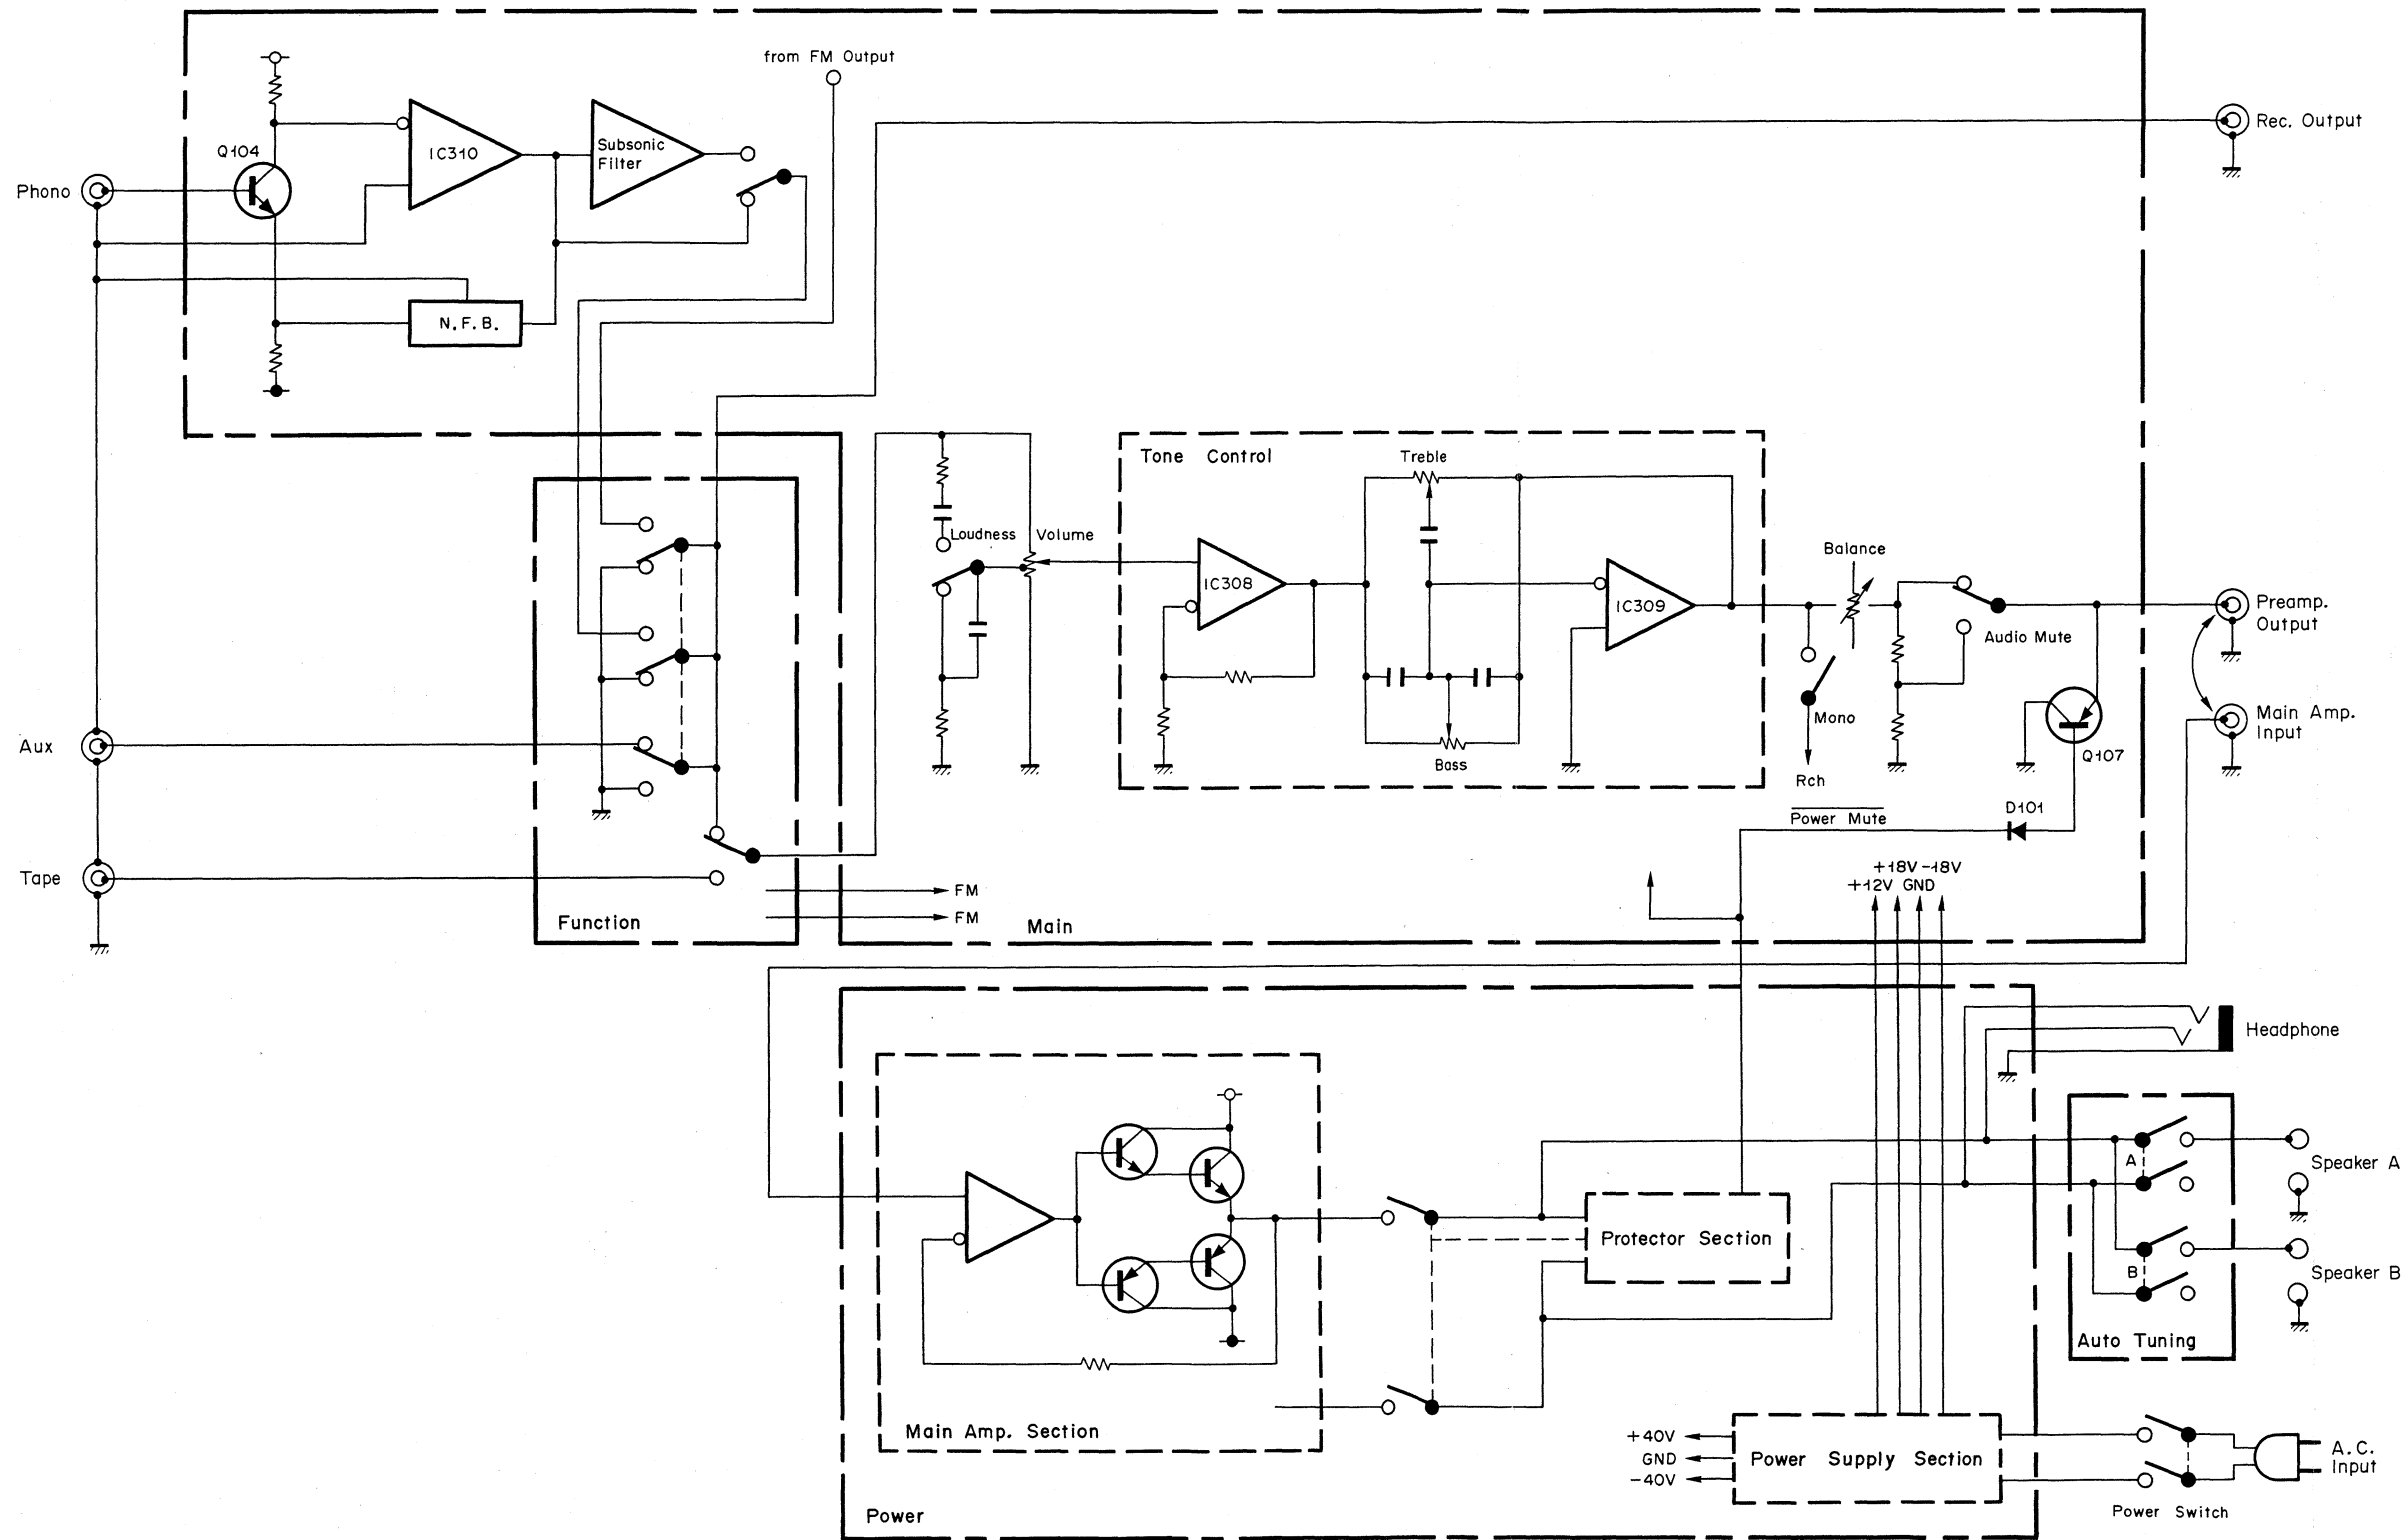 from FM Output
Q104
IC310
Subsonic
Filter
Rec. Output
Phono
N.F.B.
Tone Control
Treble
Loudness
Volume
Balance
IC308
IC309
Preamp.
Output
Audio Mute
Mono
Main Amp.
Input
Aux
Bass
Rch
Q107
Power Mute
D101
+18V -18V
+12V GND
Tape
FM
FM
Function
Main
Headphone
A
Speaker A
Protector Section
B
Speaker B
Auto Tuning
Main Amp. Section
+40V
GND
-40V
Power Supply Section
A.C.
Input
Power Switch
Power